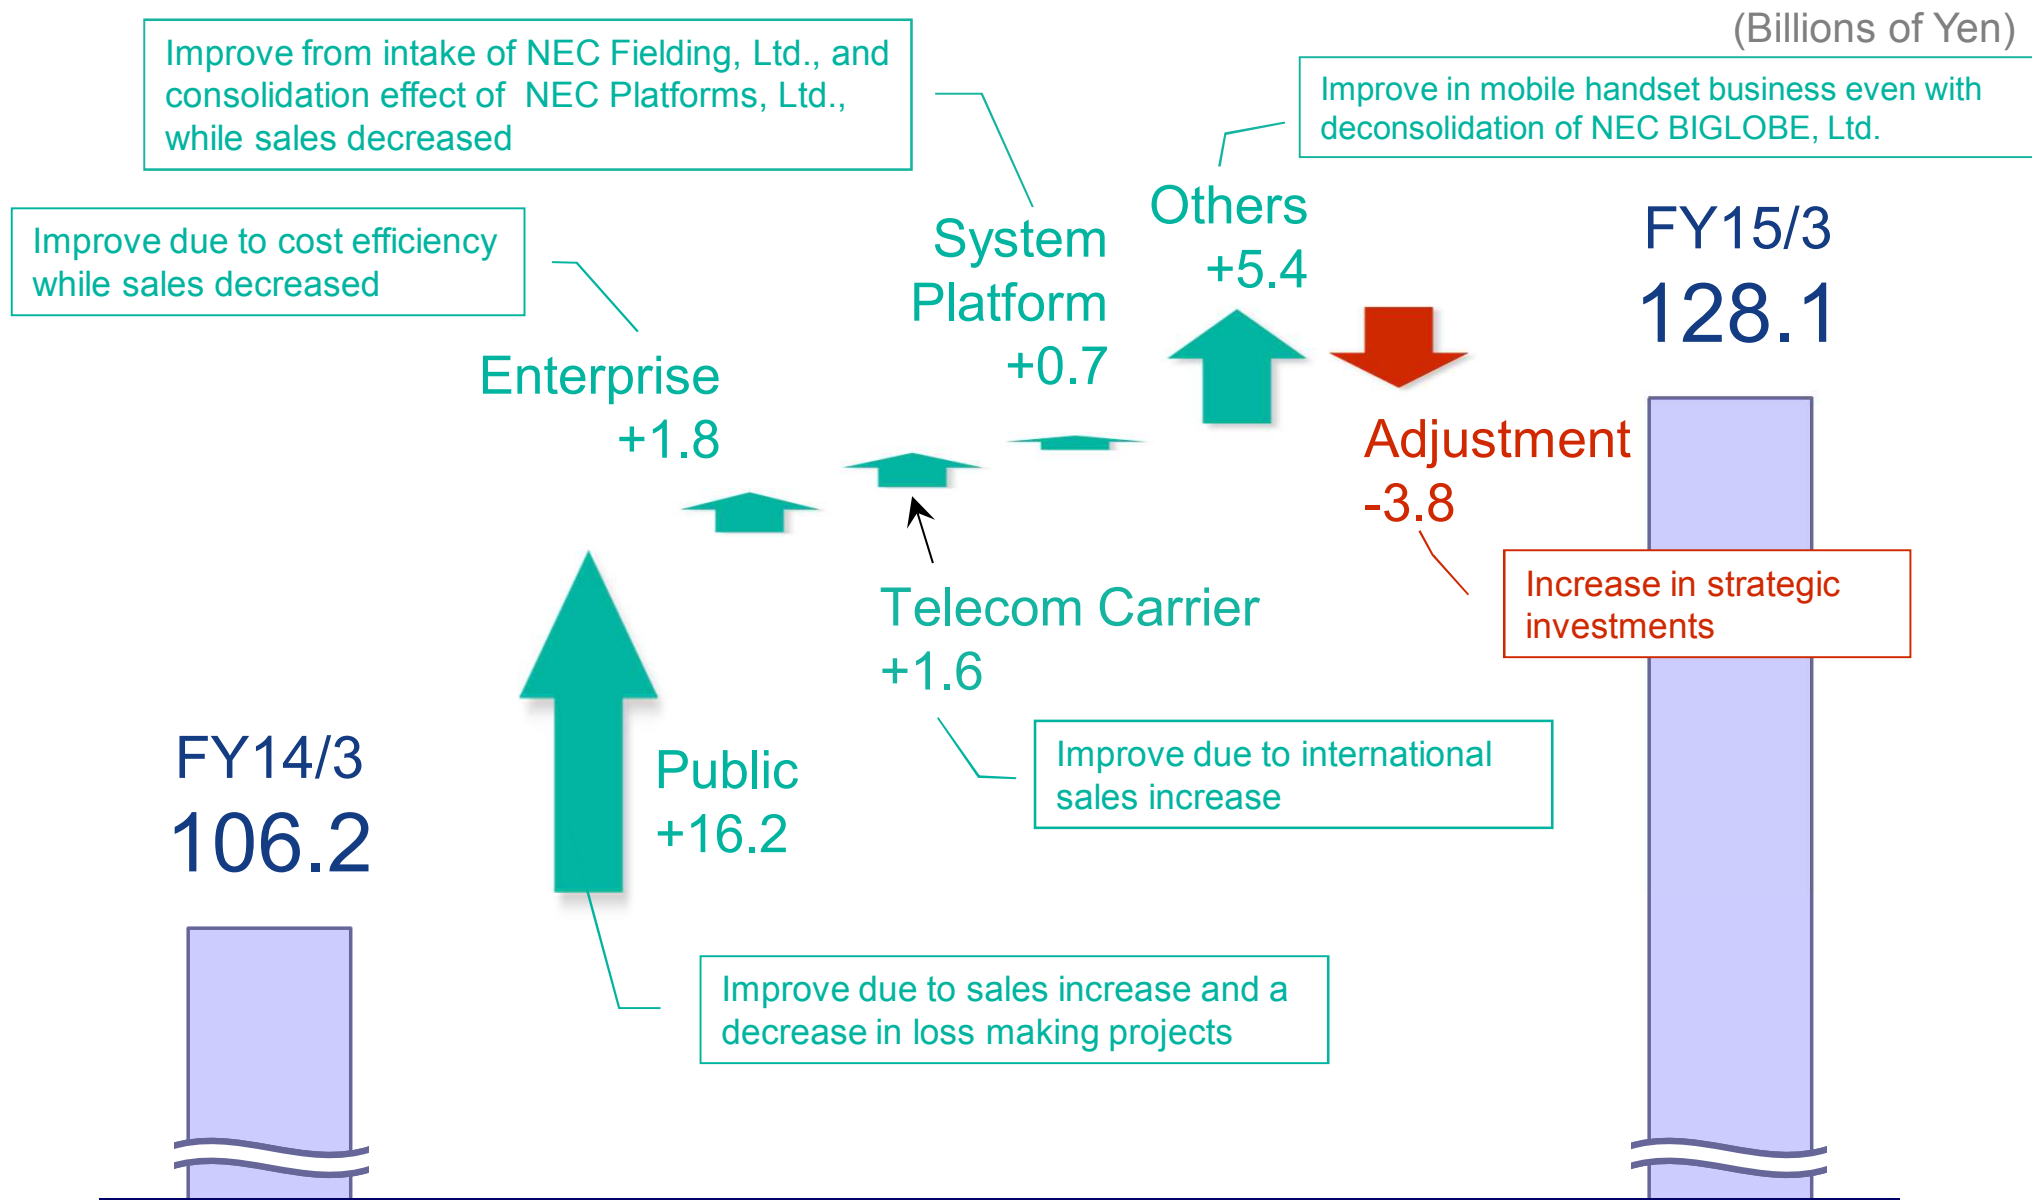 (Billions of Yen)
Improve from intake of NEC Fielding, Ltd., and
consolidation effect of NEC Platforms, Ltd.,
while sales decreased
Improve in mobile handset business even with
deconsolidation of NEC BIGLOBE, Ltd.
Improve due to cost efficiency
while sales decreased
Others
+5.4
System
Platform
+0.7
FY15/3
128.1
Enterprise
+1.8
Adjustment
-3.8
Increase in strategic
investments
Telecom Carrier
+1.6
Improve due to international
sales increase
FY14/3
106.2
Public
+16.2
Improve due to sales increase and a
decrease in loss making projects